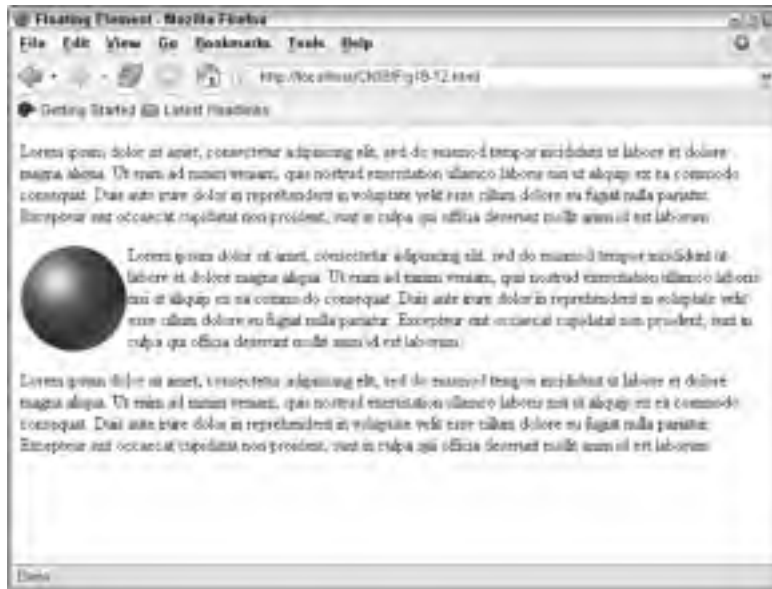 Floating Element - Mozilla Firefox
File Edit View Go Bookmarks Tools Help
http://localhost/Ch18/Fig18-12.html
Getting Started Latest Headlines
Lorem ipsum dolor sit amet, consectetur adipisicing elit, sed do eiusmod tempor incididunt ut labore et dolore
magna aliqua. Ut enim ad minim veniam, quis nostrud exercitation ullamco laboris nisi ut aliquip ex ea commodo
consequat. Duis aute irure dolor in reprehenderit in voluptate velit esse cillum dolore eu fugiat nulla pariatur.
Excepteur sint occaecat cupidatat non proident, sunt in culpa qui officia deserunt mollit anim id est laborum.
Lorem ipsum dolor sit amet, consectetur adipisicing elit, sed do eiusmod tempor incididunt ut
labore et dolore magna aliqua. Ut enim ad minim veniam, quis nostrud exercitation ullamco laboris
nisi ut aliquip ex ea commodo consequat. Duis aute irure dolor in reprehenderit in voluptate velit
esse cillum dolore eu fugiat nulla pariatur. Excepteur sint occaecat cupidatat non proident, sunt in
culpa qui officia deserunt mollit anim id est laborum.
Lorem ipsum dolor sit amet, consectetur adipisicing elit, sed do eiusmod tempor incididunt ut labore et dolore
magna aliqua. Ut enim ad minim veniam, quis nostrud exercitation ullamco laboris nisi ut aliquip ex ea commodo
consequat. Duis aute irure dolor in reprehenderit in voluptate velit esse cillum dolore eu fugiat nulla pariatur.
Excepteur sint occaecat cupidatat non proident, sunt in culpa qui officia deserunt mollit anim id est laborum.
Done